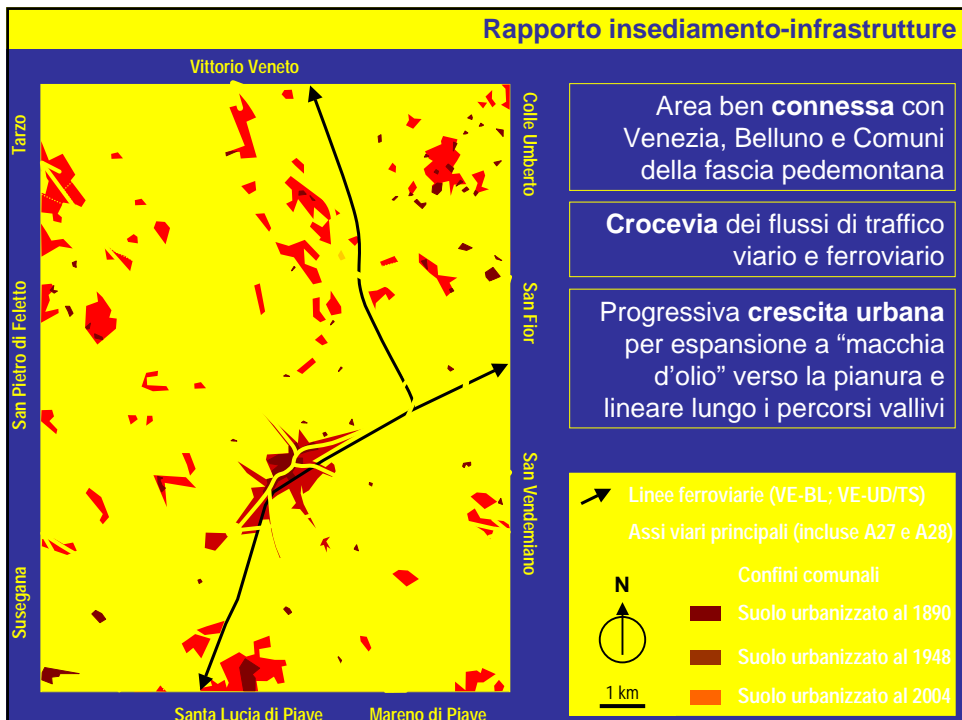 Rapporto insediamento-infrastrutture
Vittorio Veneto
Tarzo
San Pietro di Feletto
Susegana
Colle Umberto
San Fior
San Vendemiano
Santa Lucia di Piave
Mareno di Piave
Area ben connessa con
Venezia, Belluno e Comuni
della fascia pedemontana
Crocevia dei flussi di traffico
viario e ferroviario
Progressiva crescita urbana
per espansione a “macchia
d’olio” verso la pianura e
lineare lungo i percorsi vallivi
Linee ferroviarie (VE-BL; VE-UD/TS)
Assi viari principali (incluse A27 e A28)
Confini comunali
N
Suolo urbanizzato al 1890
Suolo urbanizzato al 1948
Suolo urbanizzato al 2004
1 km